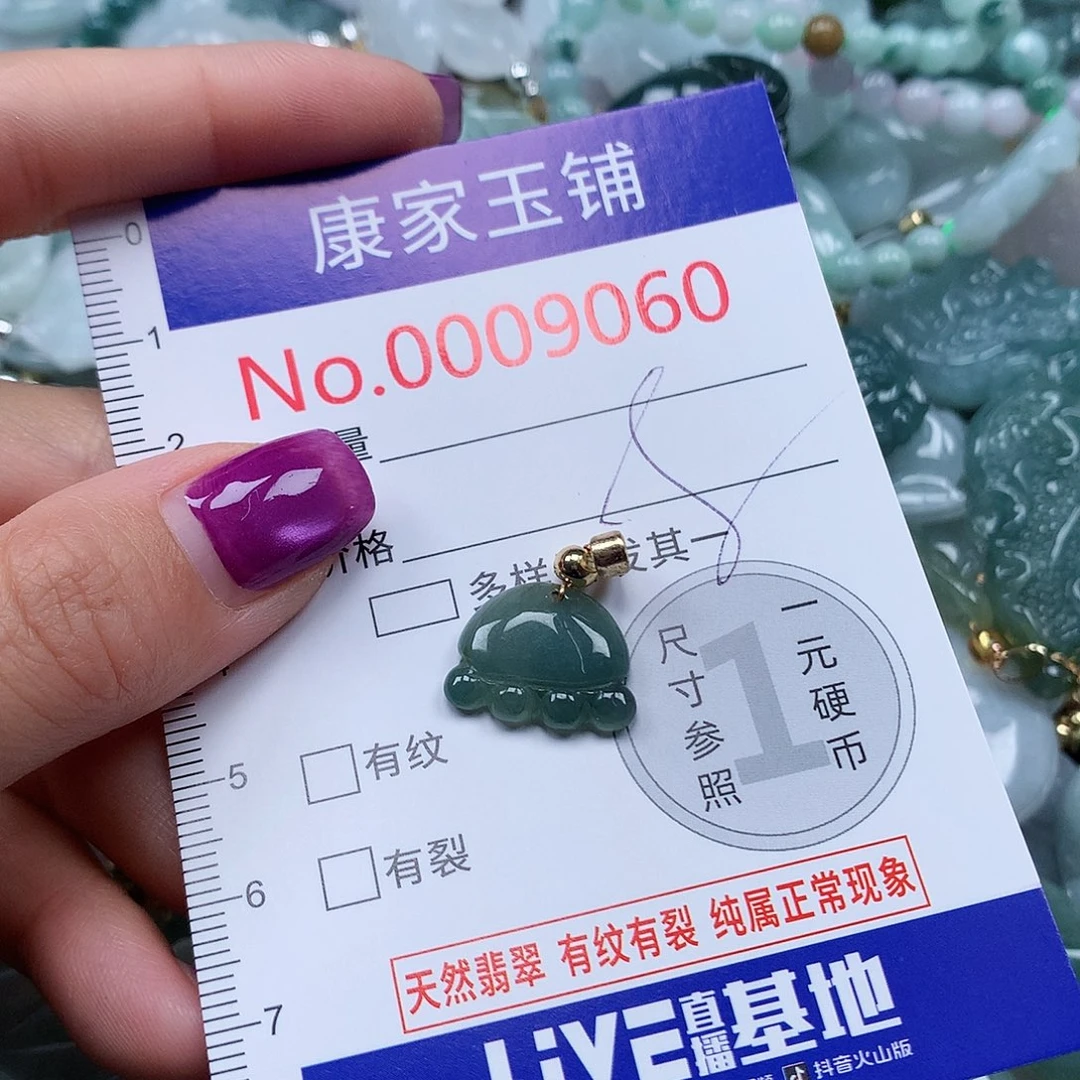 康家玉铺
No.0009060
量
价格
多样 发其一
有纹
有裂
一元硬币
尺寸参照
1
天然翡翠 有纹有裂 纯属正常现象
LiVE直播基地
抖音火山版
0
1
2
5
6
7